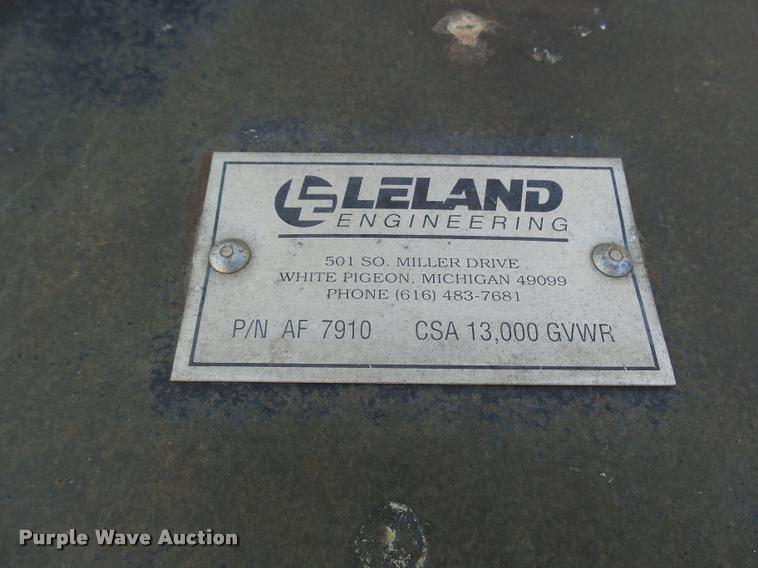 LELAND
ENGINEERING
501 SO. MILLER DRIVE
WHITE PIGEON, MICHIGAN 49099
PHONE (616) 483-7681
P/N AF 7910 CSA 13,000 GVWR
Purple Wave Auction